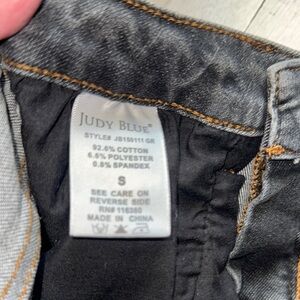 JUDY BLUE®
STYLE# JB150111 GR
92.6% COTTON
6.6% POLYESTER
0.8% SPANDEX
S
SEE CARE ON
REVERSE SIDE
RN# 116360
MADE IN CHINA